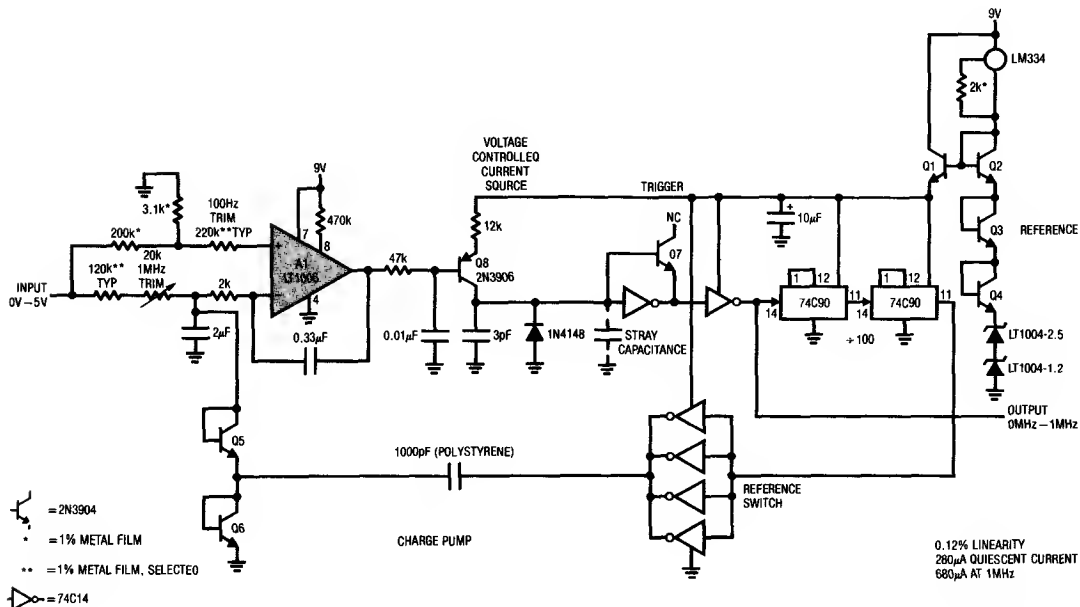 9V
LM334
2k*
Q1
Q2
Q3
REFERENCE
Q4
LT1004-2.5
LT1004-1.2
VOLTAGE
CONTROLLEQ
CURRENT
SOURCE
TRIGGER
NC
Q7
10µF
+
12k
Q8
2N3906
9V
470k
7
8
3.1k*
100Hz
TRIM
220k**TYP
200k*
20k
1MHz
TRIM
120k**
TYP
INPUT
0V–5V
2k
+
–
A1
LT1006
4
47k
0.33µF
2µF
0.01µF
3pF
1N4148
STRAY
CAPACITANCE
1
12
74C90
14
11
1
12
74C90
14
11
÷100
OUTPUT
0MHz–1MHz
Q5
Q6
1000pF (POLYSTYRENE)
REFERENCE
SWITCH
CHARGE PUMP
= 2N3904
* = 1% METAL FILM
** = 1% METAL FILM, SELECTEO
= 74C14
0.12% LINEARITY
280µA QUIESCENT CURRENT
680µA AT 1MHz